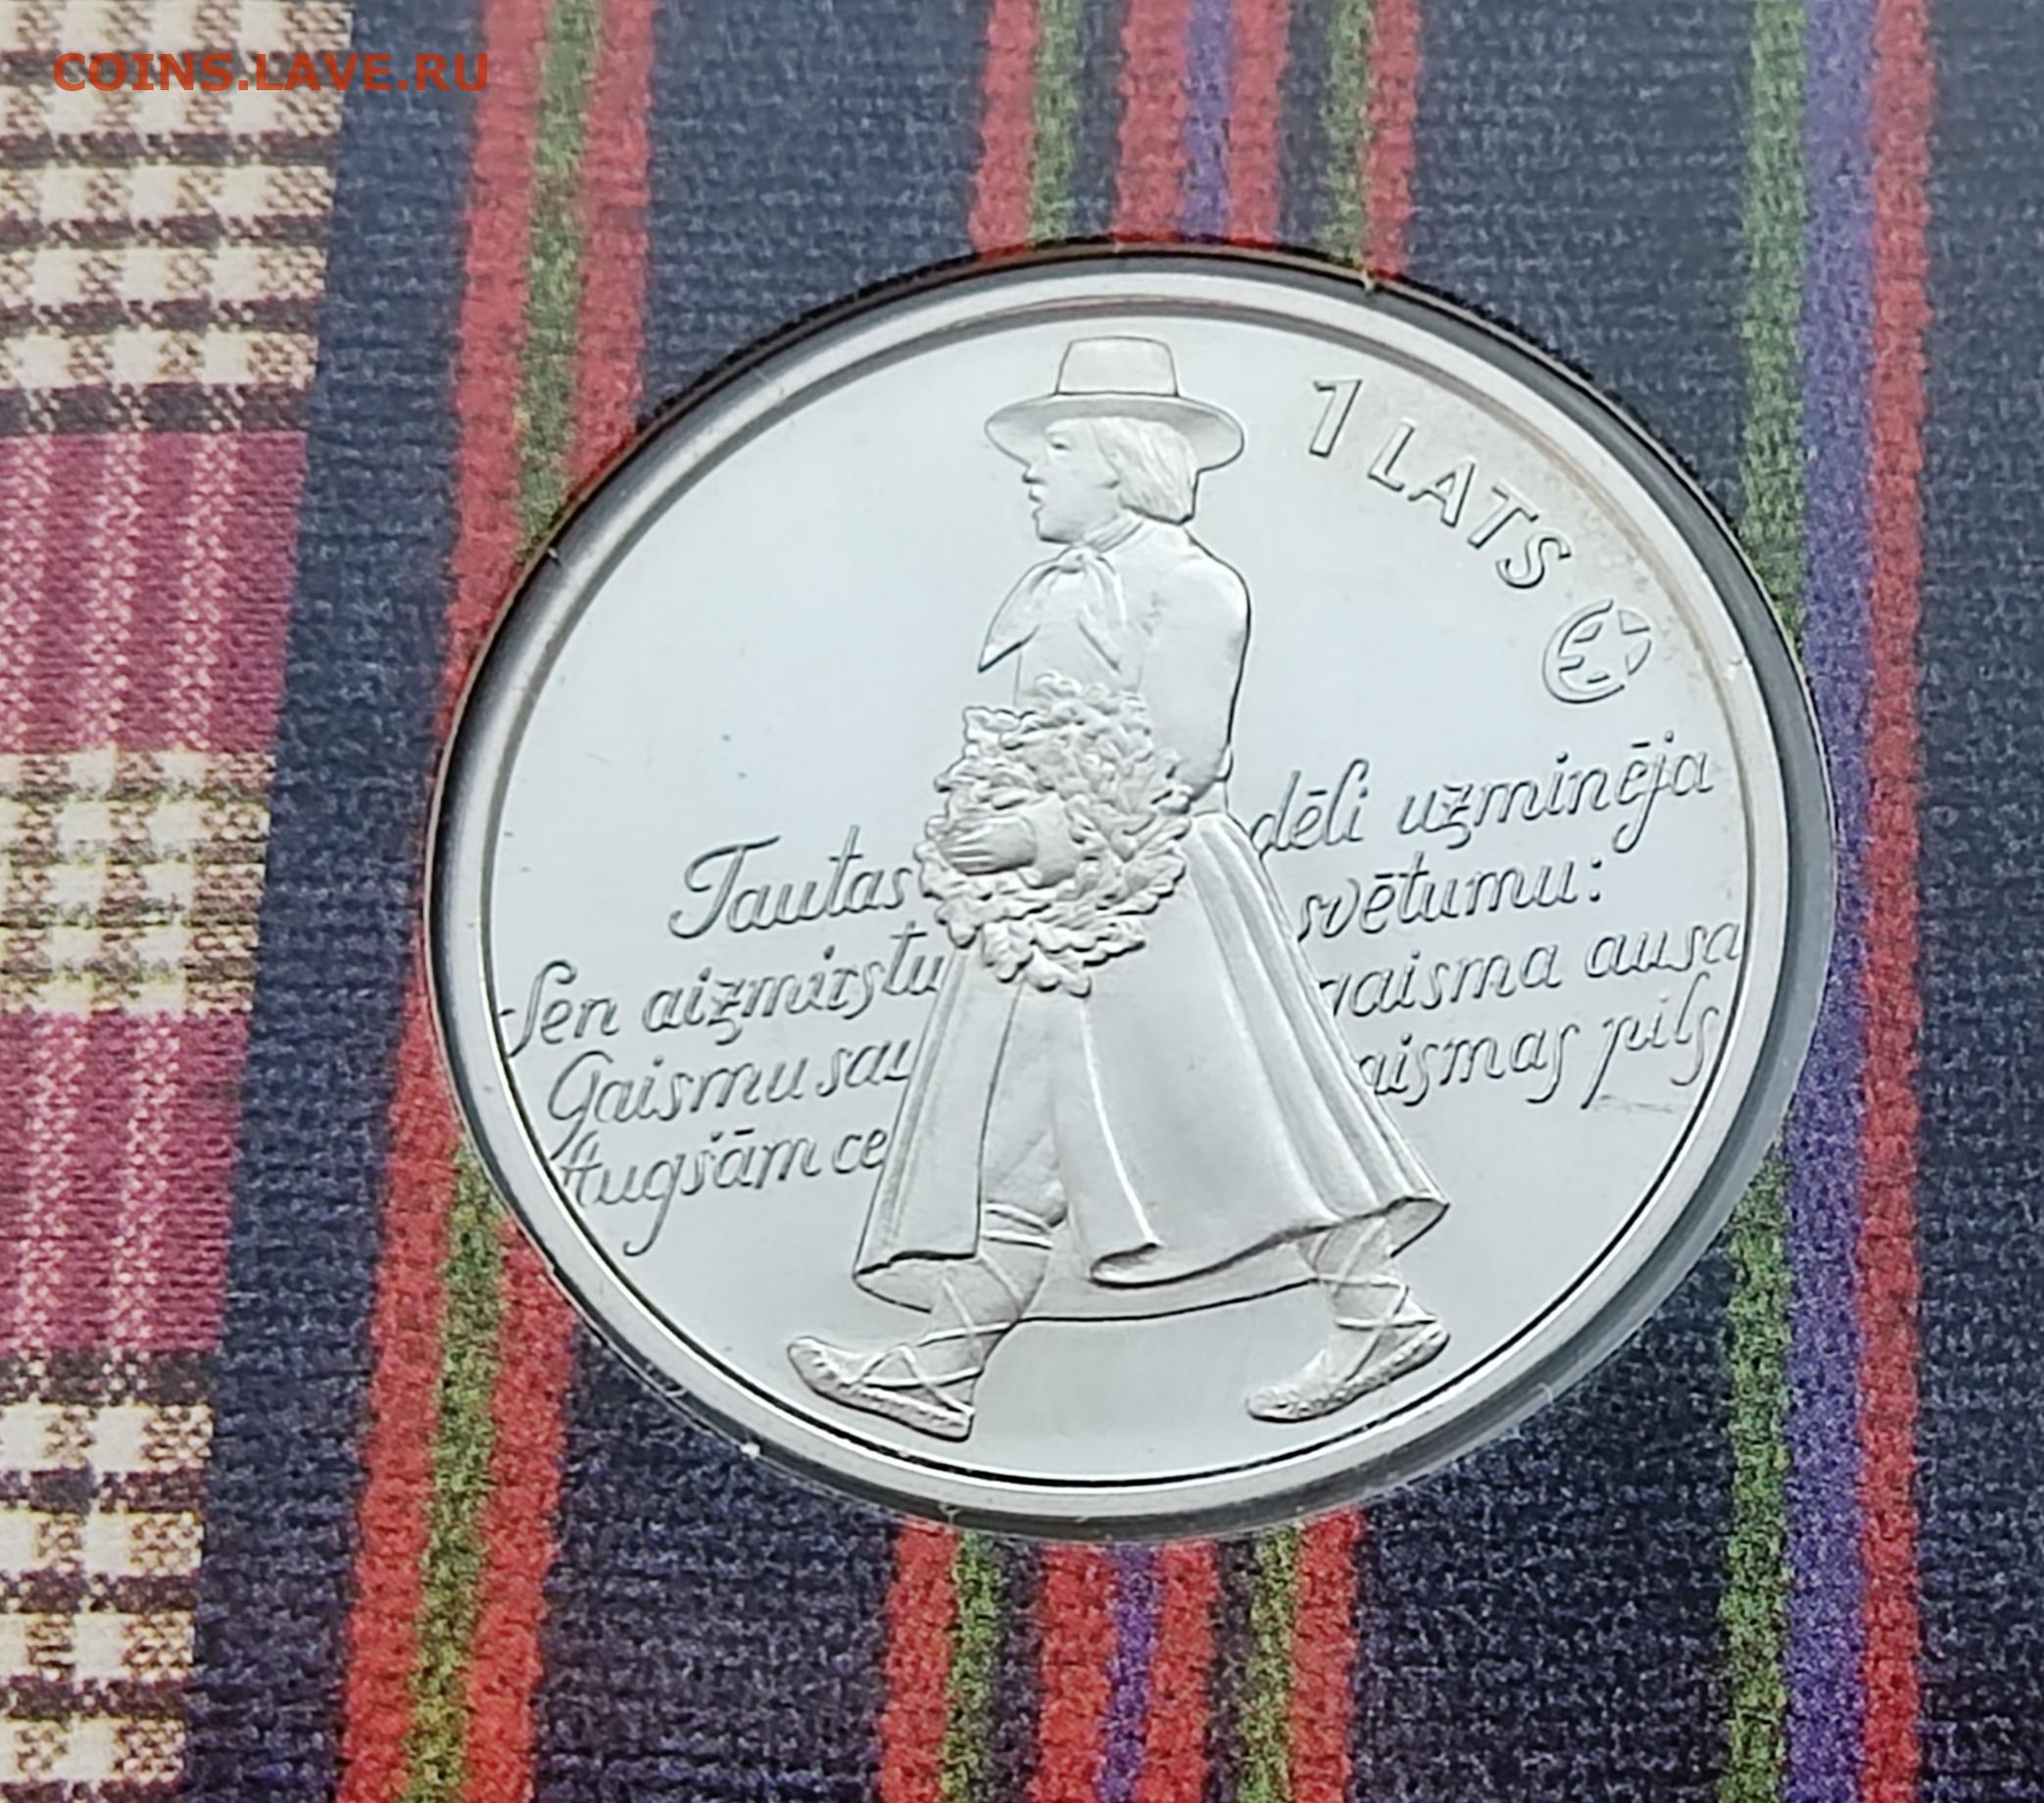 COINS.LAVE.RU
1 LATS
Tautas dēli uzminēja
Sen aizmirstu svētumu:
Gaismu sau gaisma ausa
Augšām ce aismas pils